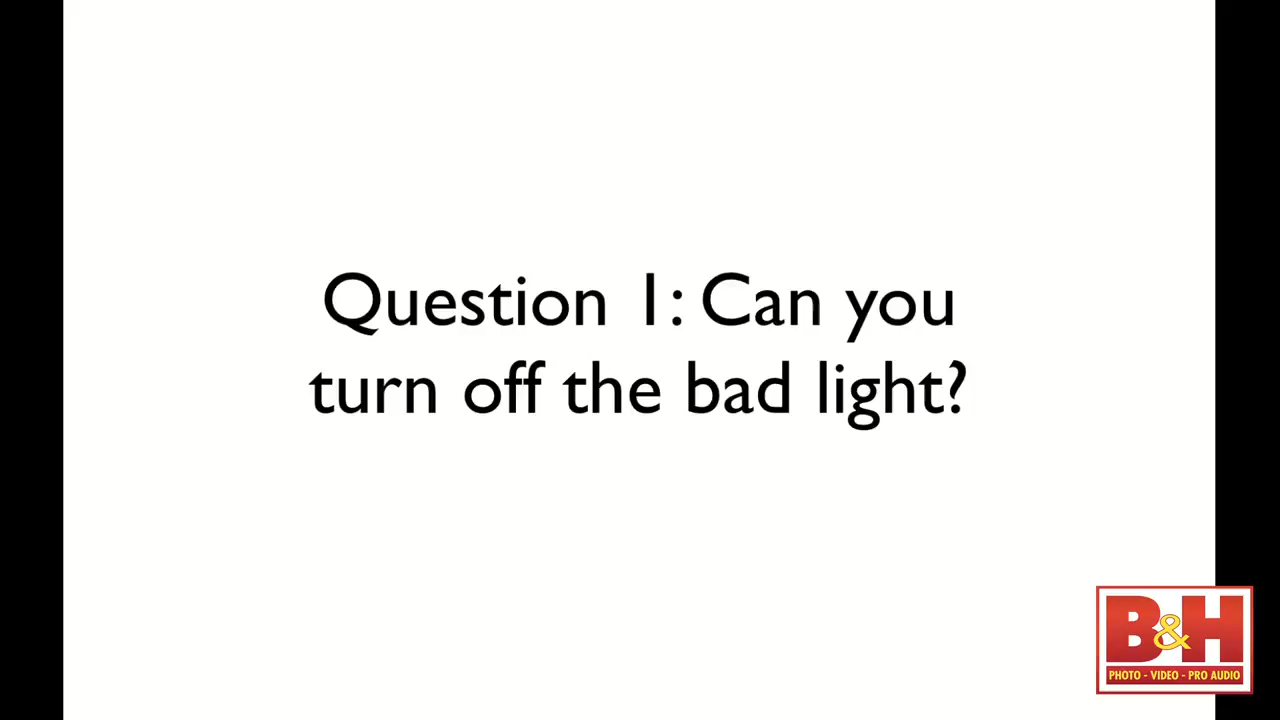 Question 1: Can you
turn off the bad light?
B&H
PHOTO - VIDEO - PRO AUDIO